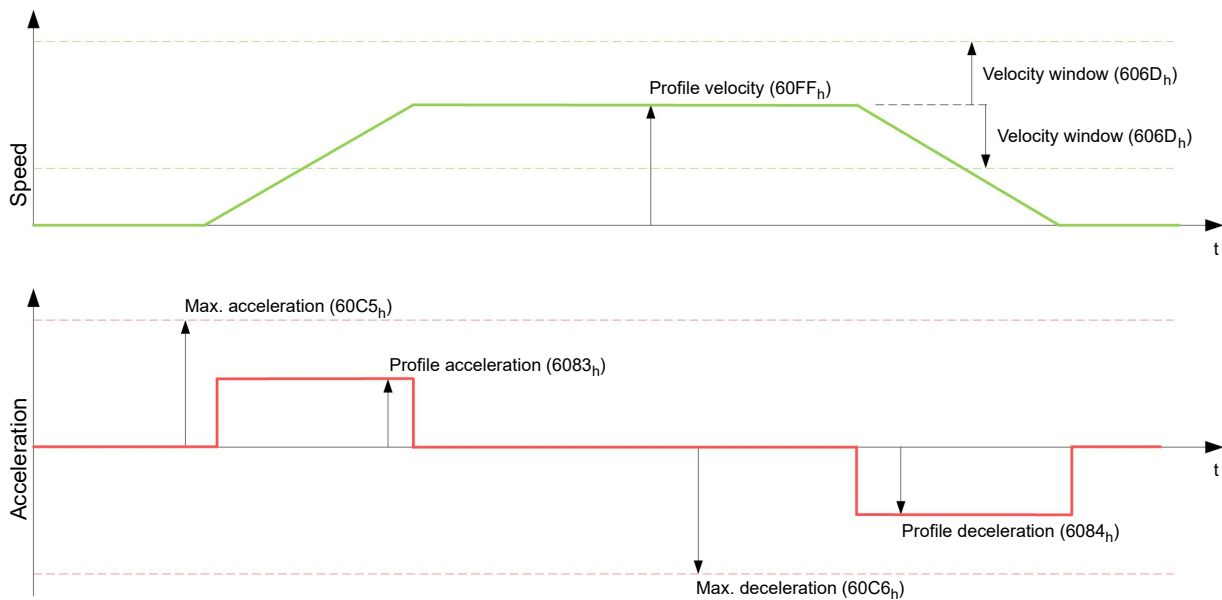 Velocity window (606Dₕ)
Profile velocity (60FFₕ)
Velocity window (606Dₕ)
Speed
t
Max. acceleration (60C5ₕ)
Profile acceleration (6083ₕ)
Acceleration
t
Profile deceleration (6084ₕ)
Max. deceleration (60C6ₕ)